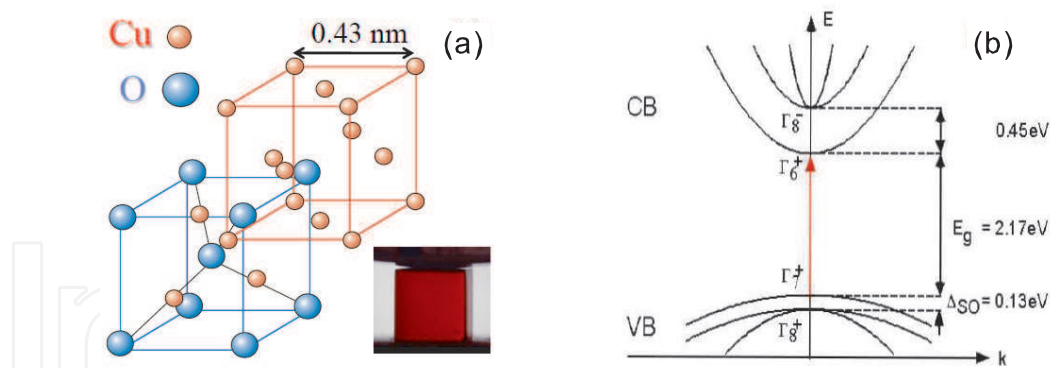 Cu
O
0.43 nm
(a)
E
(b)
CB
Γ8-
0.45eV
Γ6+
Eg = 2.17eV
Γ7+
ΔSO = 0.13eV
VB
Γ8+
k